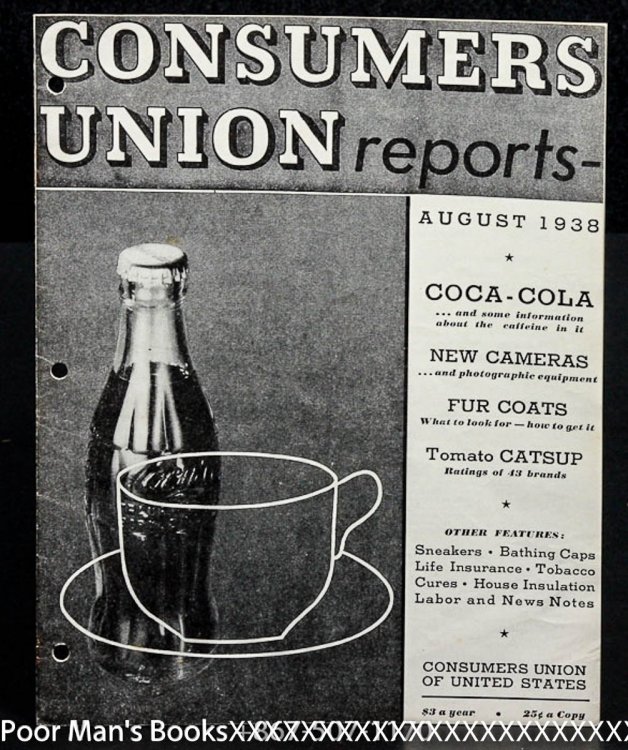 CONSUMERS
UNION reports-
AUGUST 1938
COCA-COLA
... and some information
about the caffeine in it
NEW CAMERAS
... and photographic equipment
FUR COATS
What to look for — how to get it
Tomato CATSUP
Ratings of 43 brands
OTHER FEATURES:
Sneakers • Bathing Caps
Life Insurance • Tobacco
Cures • House Insulation
Labor and News Notes
CONSUMERS UNION
OF UNITED STATES
$3 a year • 25¢ a Copy
Coca-Cola
Poor Man's Books